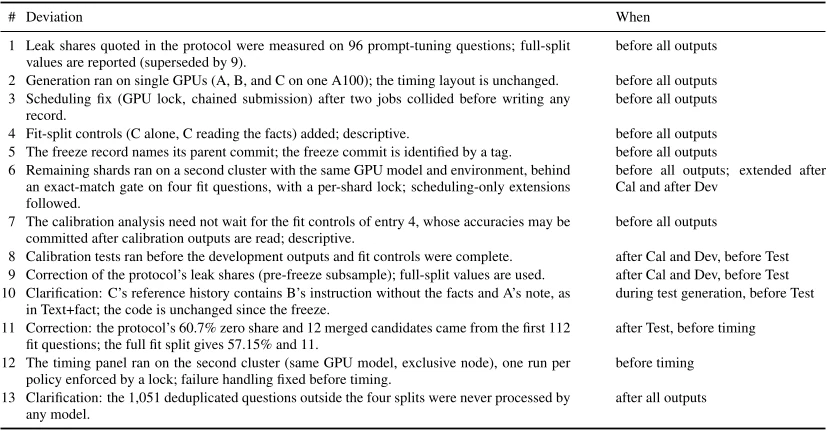 # Deviation When
1 Leak shares quoted in the protocol were measured on 96 prompt-tuning questions; full-split before all outputs
values are reported (superseded by 9).
2 Generation ran on single GPUs (A, B, and C on one A100); the timing layout is unchanged. before all outputs
3 Scheduling fix (GPU lock, chained submission) after two jobs collided before writing any before all outputs
record.
4 Fit-split controls (C alone, C reading the facts) added; descriptive. before all outputs
5 The freeze record names its parent commit; the freeze commit is identified by a tag. before all outputs
6 Remaining shards ran on a second cluster with the same GPU model and environment, behind before all outputs; extended after
an exact-match gate on four fit questions, with a per-shard lock; scheduling-only extensions Cal and after Dev
followed.
7 The calibration analysis need not wait for the fit controls of entry 4, whose accuracies may be before all outputs
committed after calibration outputs are read; descriptive.
8 Calibration tests ran before the development outputs and fit controls were complete. after Cal and Dev, before Test
9 Correction of the protocol's leak shares (pre-freeze subsample); full-split values are used. after Cal and Dev, before Test
10 Clarification: C's reference history contains B's instruction without the facts and A's note, as during test generation, before Test
in Text+fact; the code is unchanged since the freeze.
11 Correction: the protocol's 60.7% zero share and 12 merged candidates came from the first 112 after Test, before timing
fit questions; the full fit split gives 57.15% and 11.
12 The timing panel ran on the second cluster (same GPU model, exclusive node), one run per before timing
policy enforced by a lock; failure handling fixed before timing.
13 Clarification: the 1,051 deduplicated questions outside the four splits were never processed by after all outputs
any model.